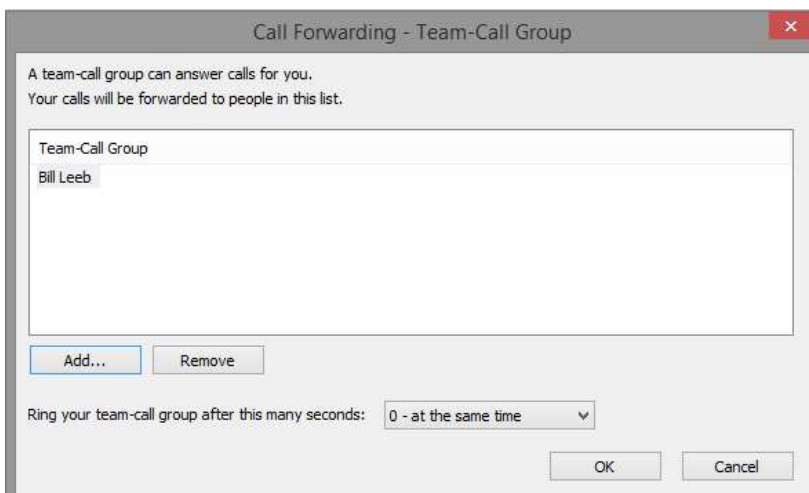 Call Forwarding - Team-Call Group
A team-call group can answer calls for you.
Your calls will be forwarded to people in this list.
Team-Call Group
Bill Leeb
Add... Remove
Ring your team-call group after this many seconds: 0 - at the same time
OK Cancel